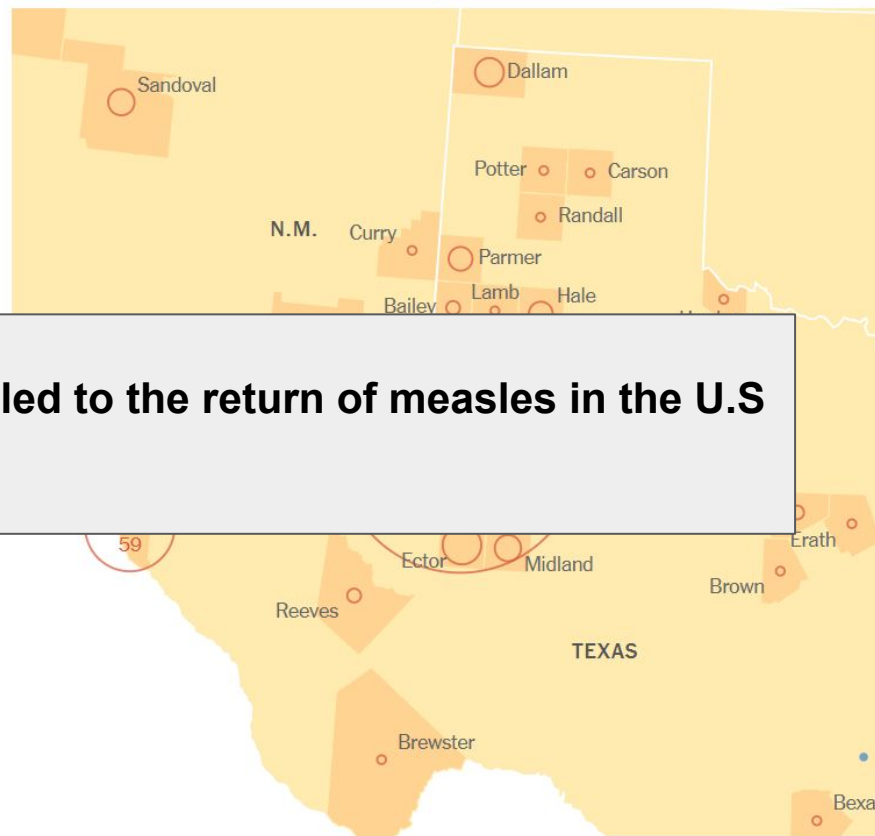 Sandoval
Dallam
Potter
Carson
Randall
N.M.
Curry
Parmer
Bailey
Lamb
Hale
led to the return of measles in the U.S
59
Ector
Midland
Erath
Brown
Reeves
TEXAS
Brewster
Bexa